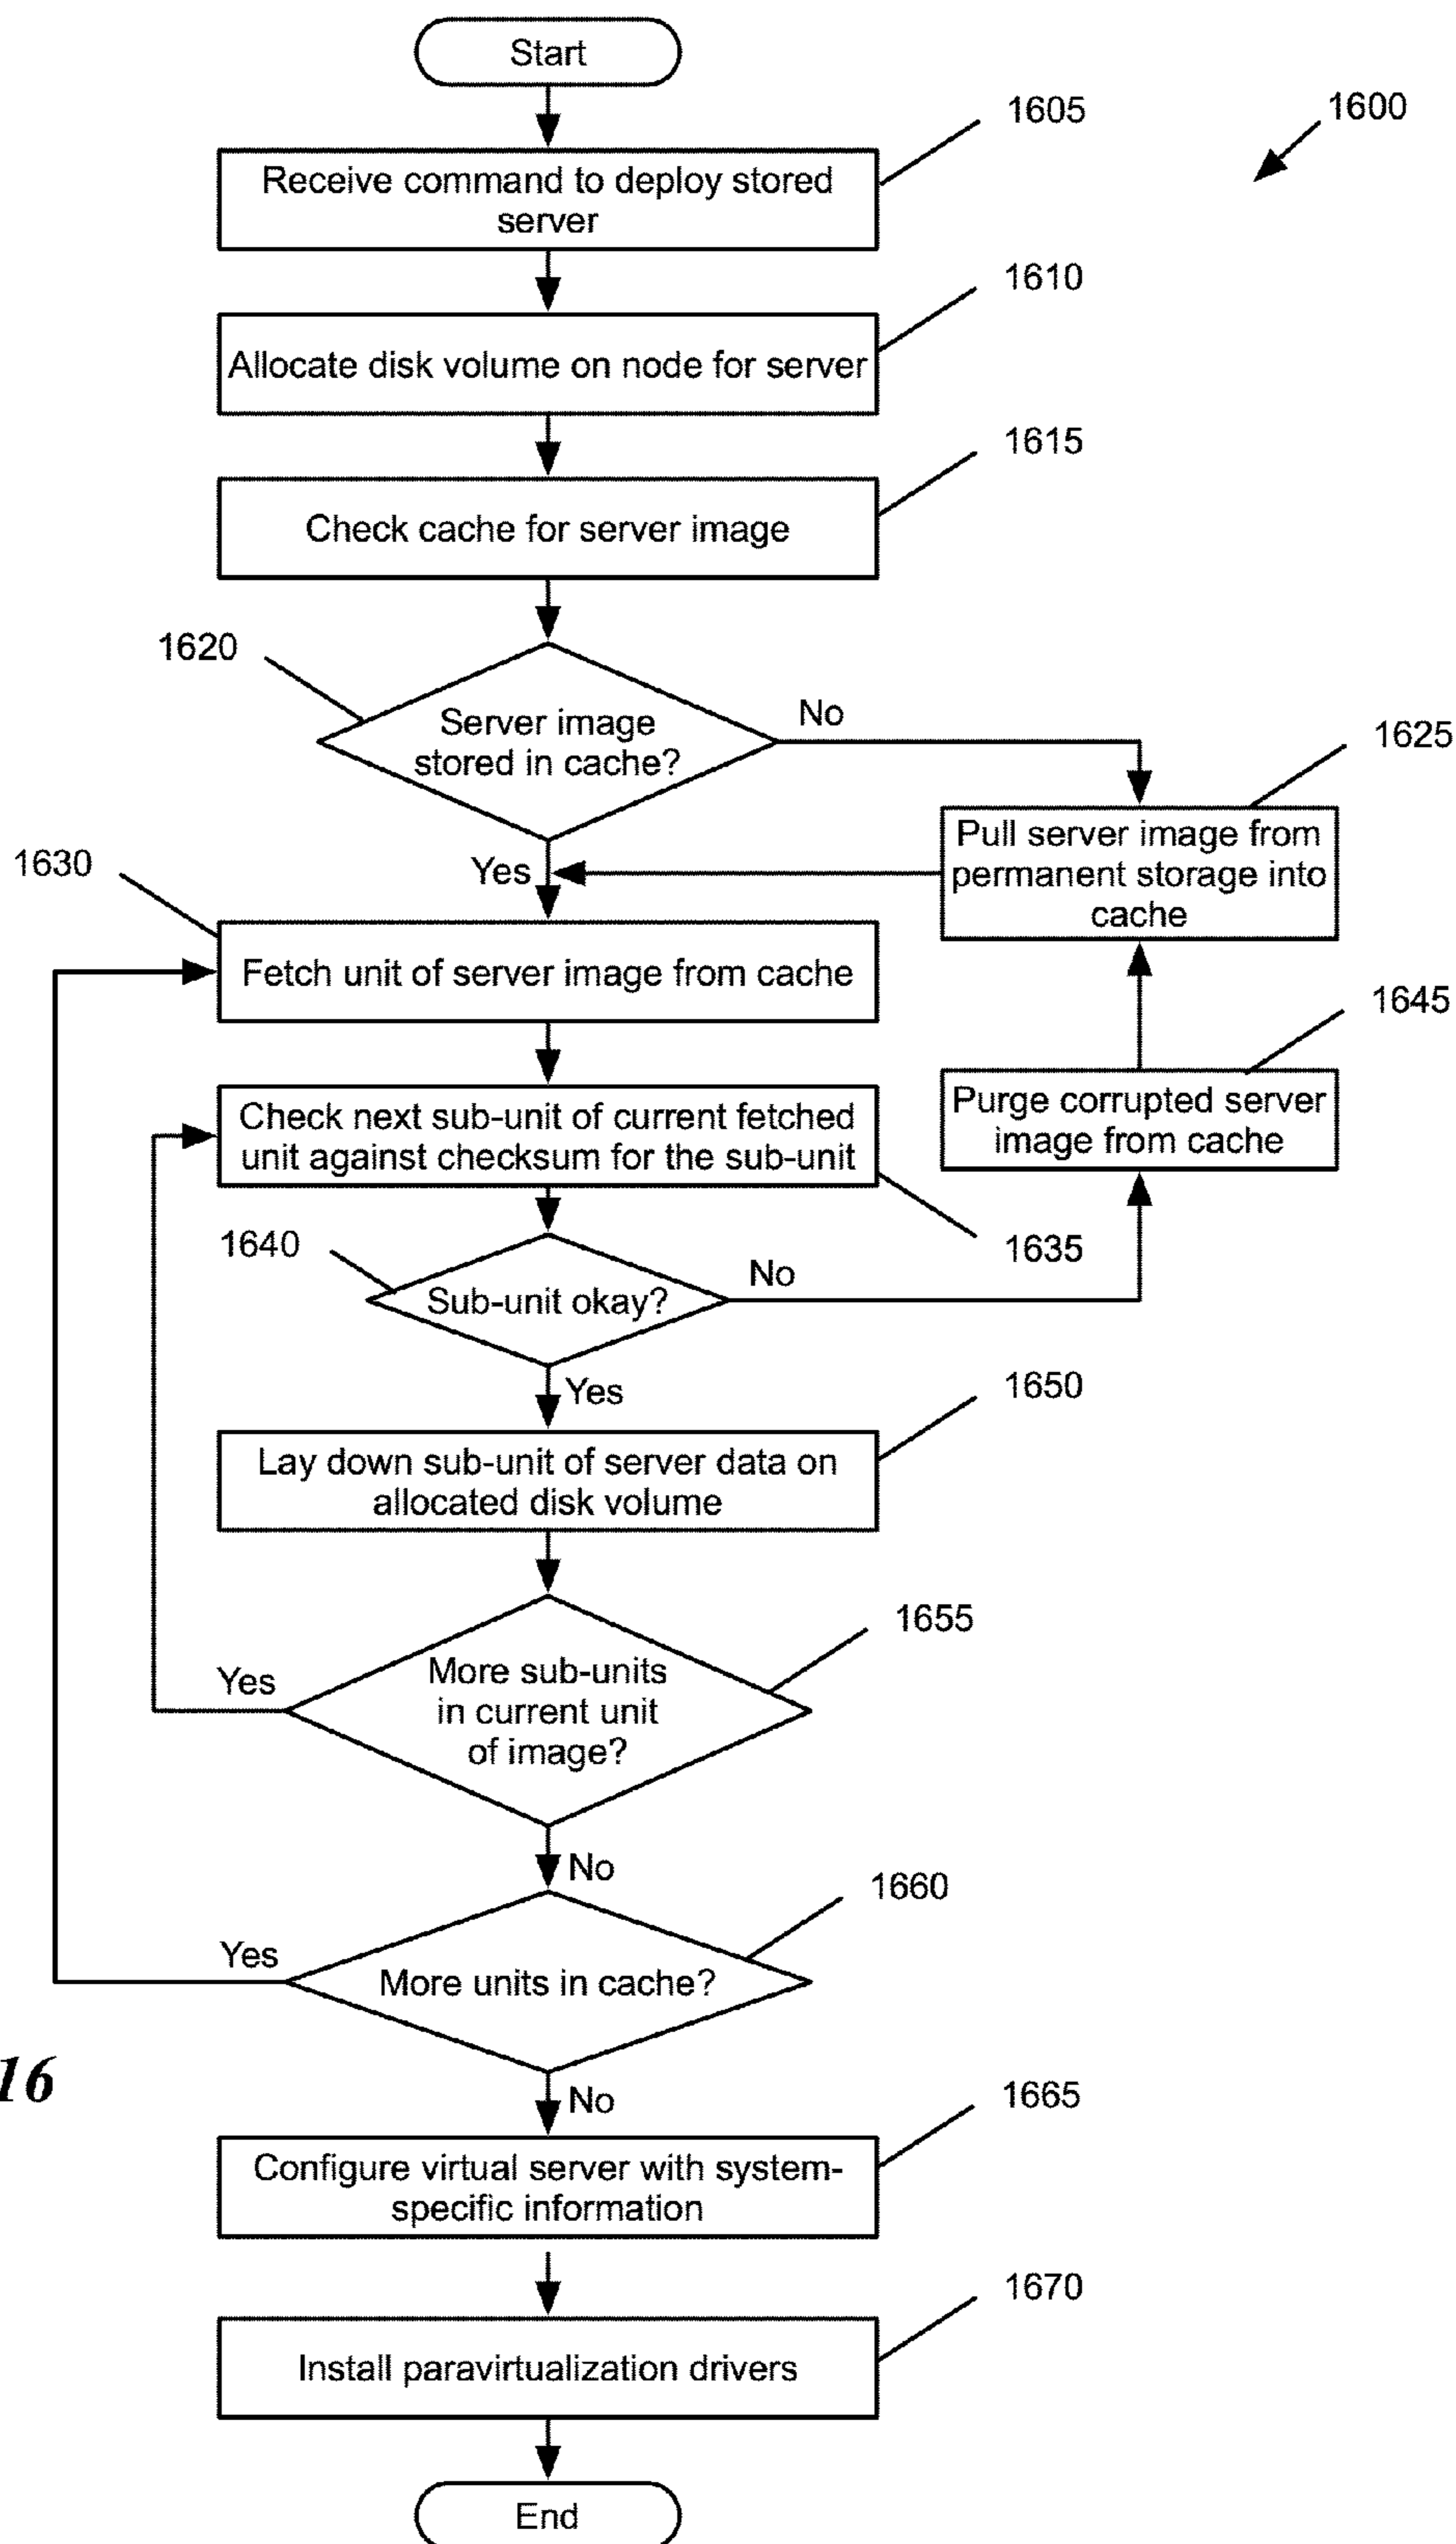 Start
1605
1600
Receive command to deploy stored
server
1610
Allocate disk volume on node for server
1615
Check cache for server image
1620
Server image
stored in cache?
No
1625
Pull server image from
permanent storage into
cache
Yes
1630
Fetch unit of server image from cache
1645
Purge corrupted server
image from cache
Check next sub-unit of current fetched
unit against checksum for the sub-unit
1635
1640
Sub-unit okay?
No
Yes
1650
Lay down sub-unit of server data on
allocated disk volume
1655
More sub-units
in current unit
of image?
Yes
No
1660
More units in cache?
Yes
16
No
1665
Configure virtual server with system-
specific information
1670
Install paravirtualization drivers
End